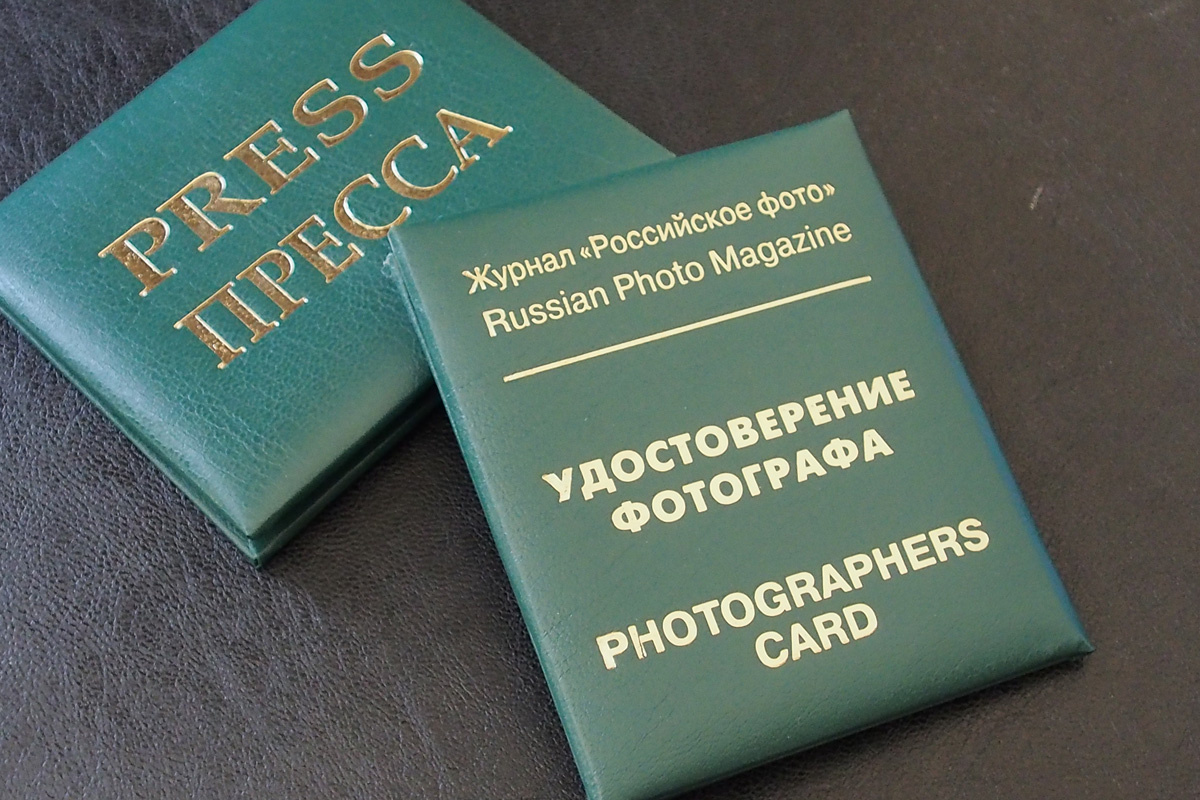 PRESS
ПРЕССА
Журнал «Российское фото»
Russian Photo Magazine
УДОСТОВЕРЕНИЕ
ФОТОГРАФА
PHOTOGRAPHERS
CARD